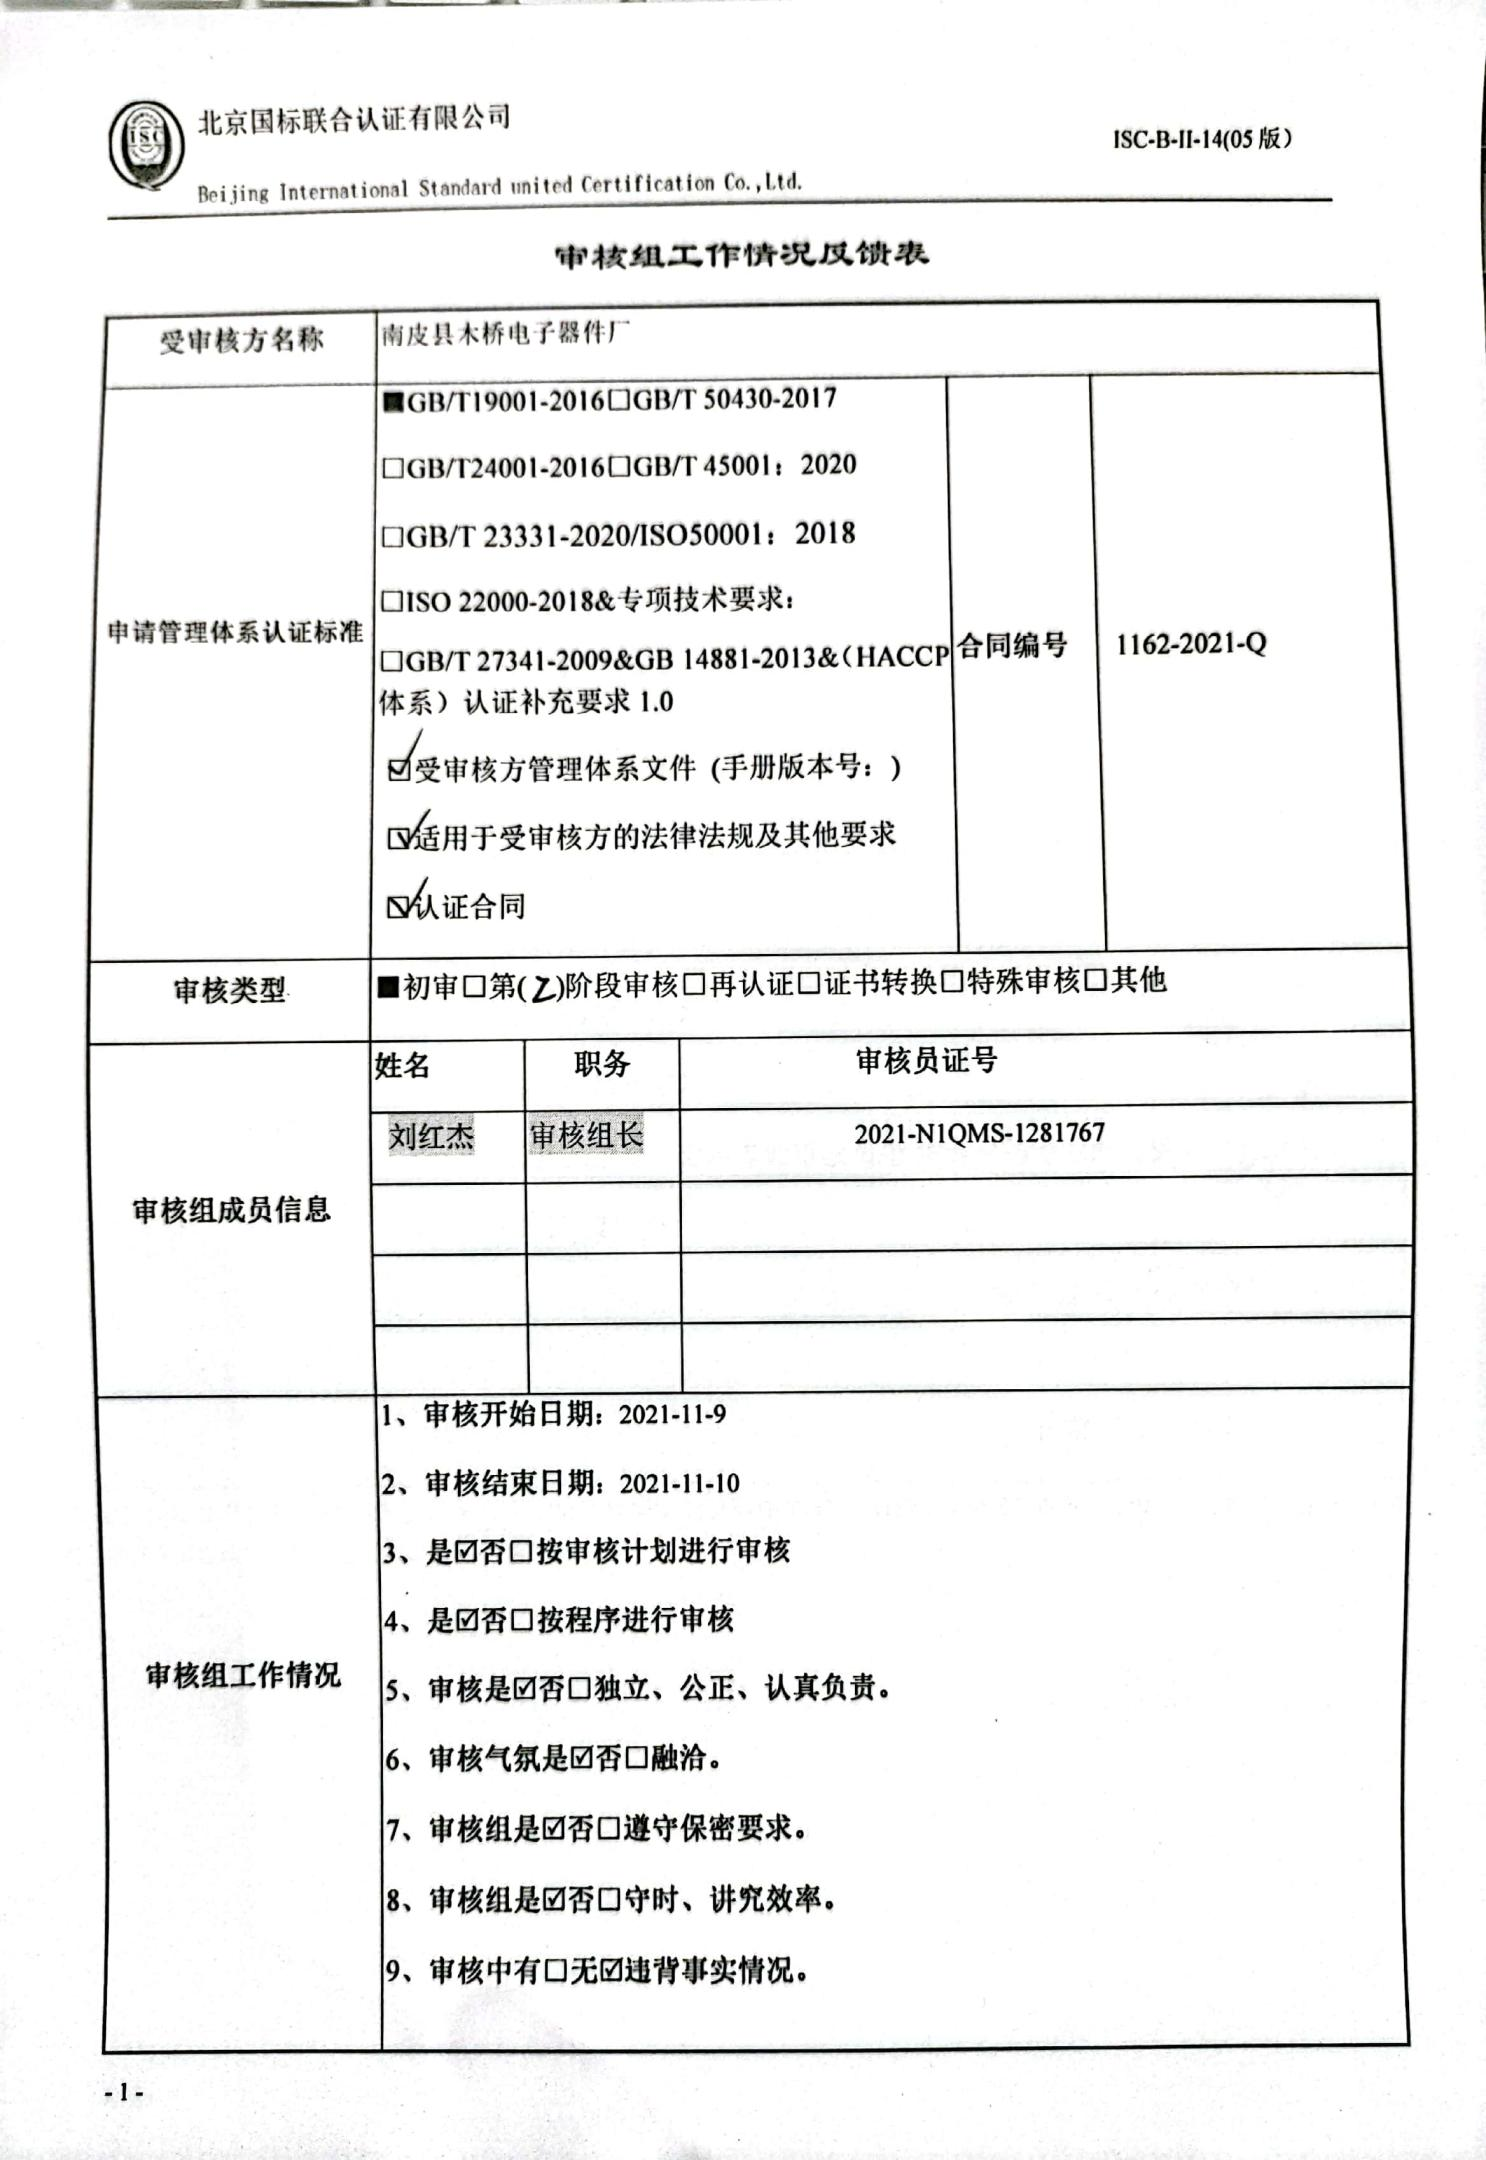 ISC
北京国标联合认证有限公司
ISC-B-II-14(05 版)
Beijing International Standard united Certification Co.,Ltd.
审核组工作情况反馈表
受审核方名称
南皮县木桥电子器件厂
申请管理体系认证标准
■GB/T19001-2016□GB/T 50430-2017
□GB/T24001-2016□GB/T 45001：2020
□GB/T 23331-2020/ISO50001：2018
□ISO 22000-2018&专项技术要求:
□GB/T 27341-2009&GB 14881-2013&（HACCP
体系）认证补充要求 1.0
☑受审核方管理体系文件 (手册版本号：)
☑适用于受审核方的法律法规及其他要求
☑认证合同
合同编号
1162-2021-Q
审核类型
■初审□第(2)阶段审核□再认证□证书转换□特殊审核□其他
审核组成员信息
姓名 职务 审核员证号
刘红杰 审核组长 2021-N1QMS-1281767
审核组工作情况
1、审核开始日期：2021-11-9
2、审核结束日期：2021-11-10
3、是☑否□按审核计划进行审核
4、是☑否□按程序进行审核
5、审核是☑否□独立、公正、认真负责。
6、审核气氛是☑否□融洽。
7、审核组是☑否□遵守保密要求。
8、审核组是☑否□守时、讲究效率。
9、审核中有□无☑违背事实情况。
- 1 -